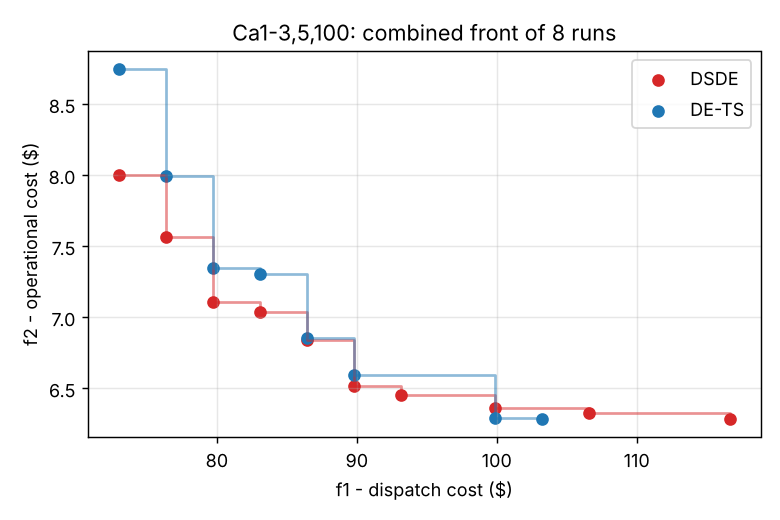 Ca1-3,5,100: combined front of 8 runs
DSDE
DE-TS
f2 - operational cost ($)
8.5
8.0
7.5
7.0
6.5
80
90
100
110
f1 - dispatch cost ($)